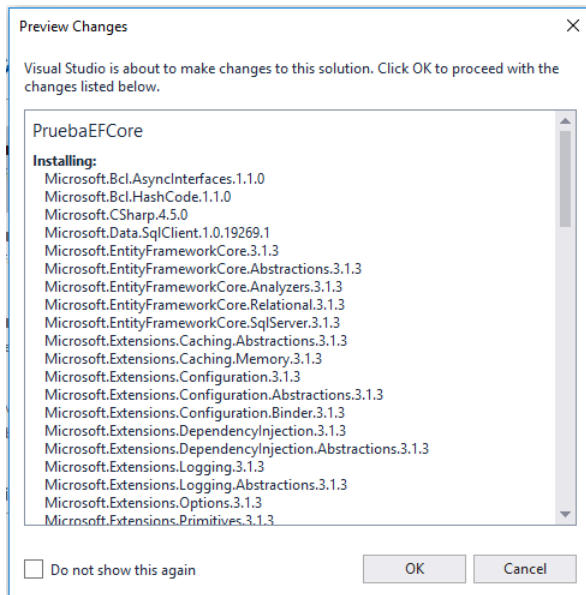 Preview Changes
Visual Studio is about to make changes to this solution. Click OK to proceed with the
changes listed below.
PruebaEFCore
Installing:
Microsoft.Bcl.AsyncInterfaces.1.1.0
Microsoft.Bcl.HashCode.1.1.0
Microsoft.CSharp.4.5.0
Microsoft.Data.SqlClient.1.0.19269.1
Microsoft.EntityFrameworkCore.3.1.3
Microsoft.EntityFrameworkCore.Abstractions.3.1.3
Microsoft.EntityFrameworkCore.Analyzers.3.1.3
Microsoft.EntityFrameworkCore.Relational.3.1.3
Microsoft.EntityFrameworkCore.SqlServer.3.1.3
Microsoft.Extensions.Caching.Abstractions.3.1.3
Microsoft.Extensions.Caching.Memory.3.1.3
Microsoft.Extensions.Configuration.3.1.3
Microsoft.Extensions.Configuration.Abstractions.3.1.3
Microsoft.Extensions.Configuration.Binder.3.1.3
Microsoft.Extensions.DependencyInjection.3.1.3
Microsoft.Extensions.DependencyInjection.Abstractions.3.1.3
Microsoft.Extensions.Logging.3.1.3
Microsoft.Extensions.Logging.Abstractions.3.1.3
Microsoft.Extensions.Options.3.1.3
Microsoft.Extensions.Primitives.3.1.3
Do not show this again
OK
Cancel